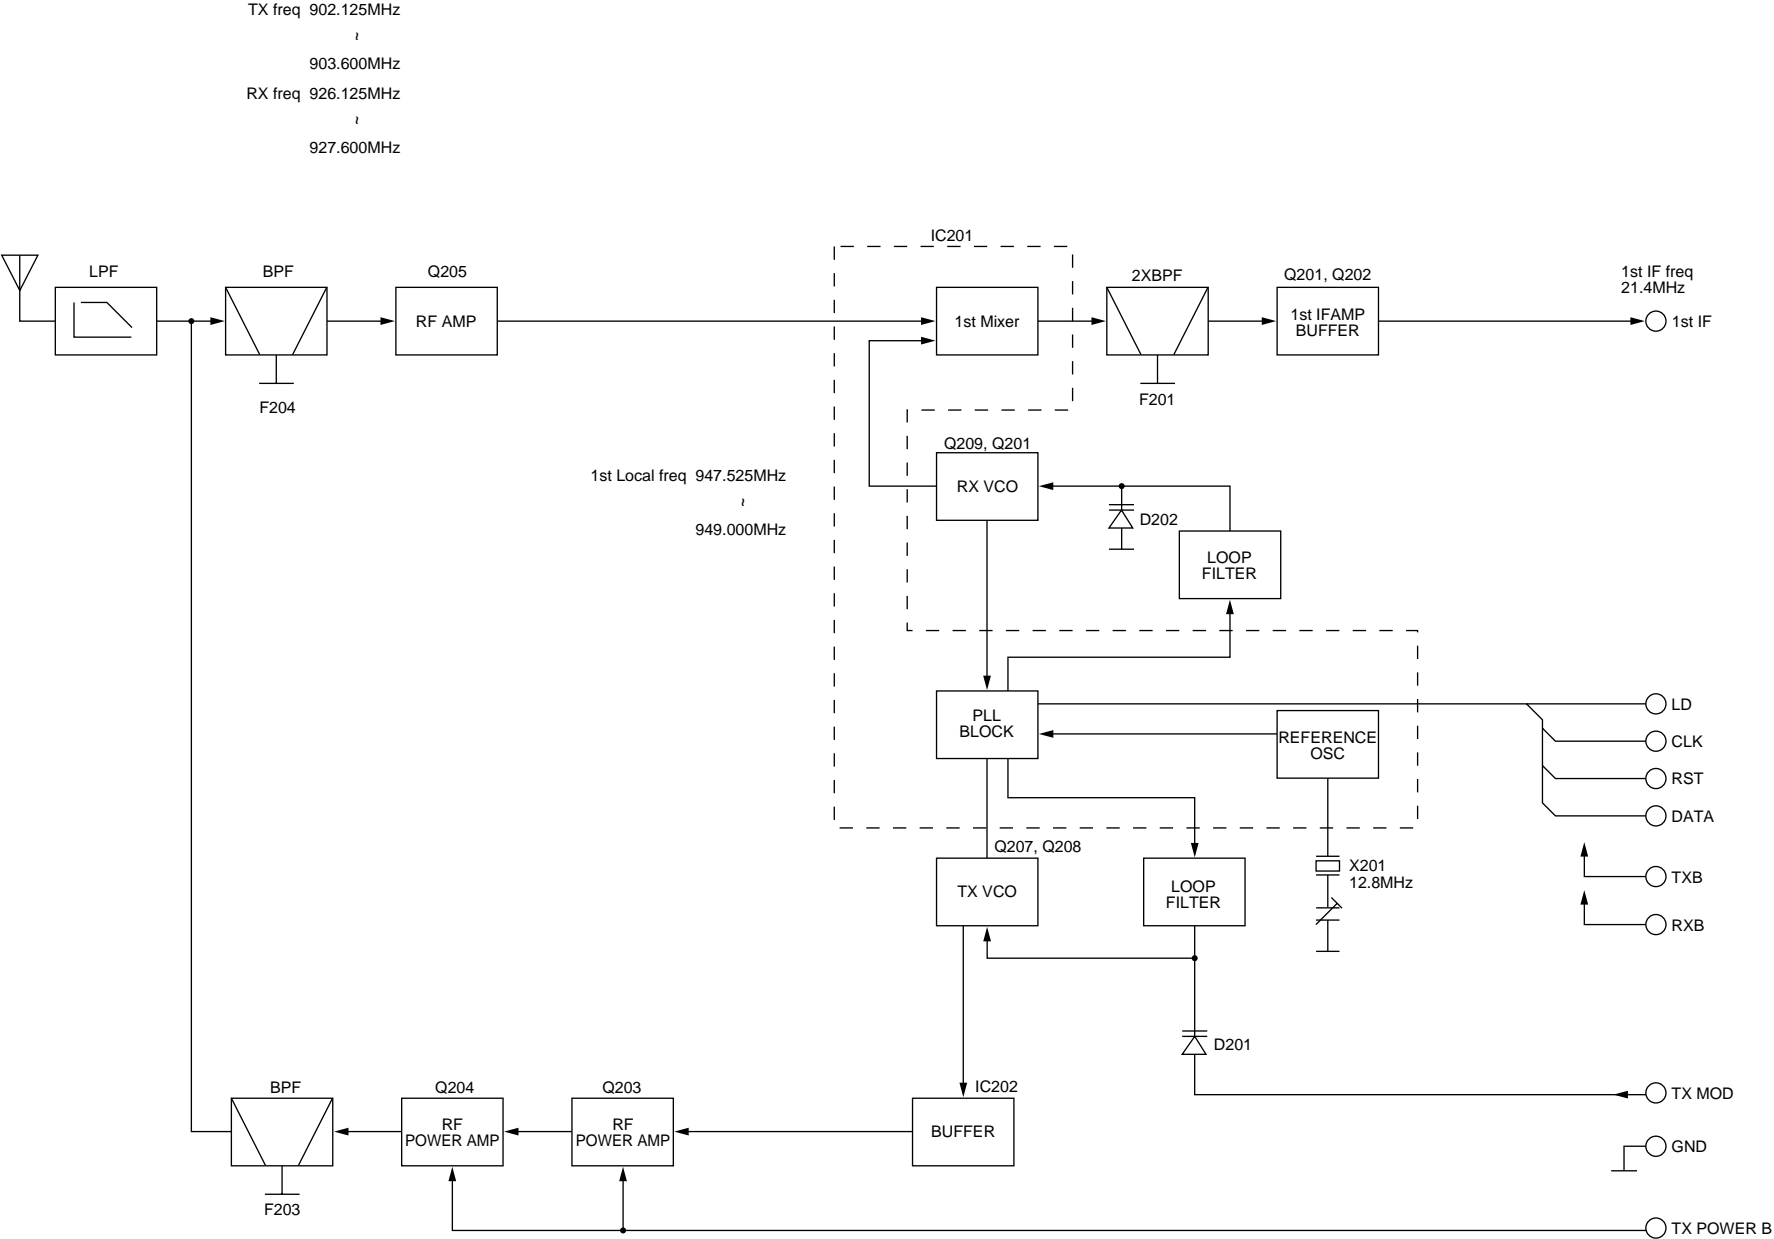 TX freq 902.125MHz
~
903.600MHz
RX freq 926.125MHz
~
927.600MHz
IC201
LPF
BPF
Q205
2XBPF
Q201, Q202
1st IF freq
21.4MHz
RF AMP
1st Mixer
1st IFAMP
BUFFER
1st IF
F204
F201
1st Local freq 947.525MHz
~
949.000MHz
Q209, Q201
RX VCO
D202
LOOP
FILTER
PLL
BLOCK
REFERENCE
OSC
LD
CLK
RST
DATA
Q207, Q208
TX VCO
LOOP
FILTER
X201
12.8MHz
TXB
RXB
D201
BPF
Q204
Q203
IC202
RF
POWER AMP
RF
POWER AMP
BUFFER
TX MOD
GND
F203
TX POWER B